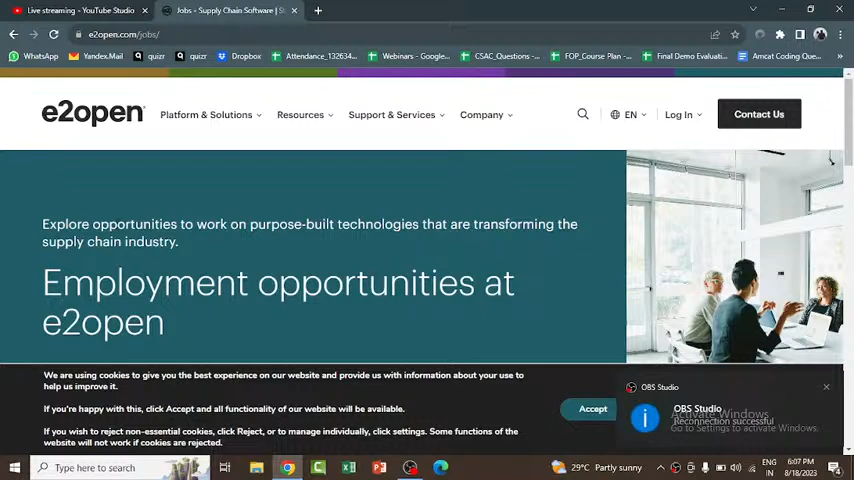 Live streaming - YouTube Studio
Jobs - Supply Chain Software | St
e2open.com/jobs/
WhatsApp
Yandex.Mail
quizr
quizr
Dropbox
Attendance_132634...
Webinars - Google...
CSAC_Questions -...
FOP_Course Plan -...
Final Demo Evaluati...
Amcat Coding Que...
e2open
Platform & Solutions
Resources
Support & Services
Company
EN
Log In
Contact Us
Explore opportunities to work on purpose-built technologies that are transforming the
supply chain industry.
Employment opportunities at
e2open
We are using cookies to give you the best experience on our website and provide us with information about your use to
help us improve it.
If you're happy with this, click Accept and all functionality of our website will be available.
If you wish to reject non-essential cookies, click Reject, or to manage individually, click settings. Some functions of the
website will not work if cookies are rejected.
Accept
OBS Studio
OBS Studio
Reconnection successful
Activate Windows
Go to Settings to activate Windows.
Type here to search
29°C Partly sunny
ENG
IN
6:07 PM
8/18/2023
4